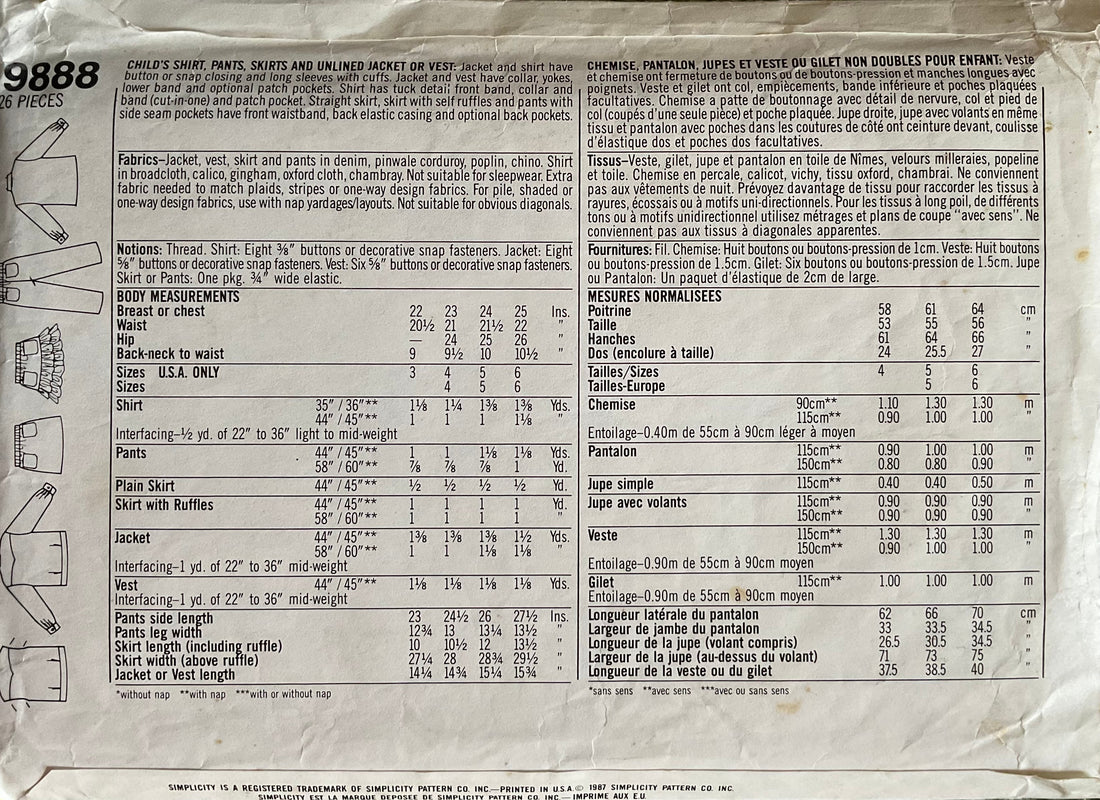 9888
26 PIECES
CHILD'S SHIRT, PANTS, SKIRTS AND UNLINED JACKET OR VEST: Jacket and shirt have
button or snap closing and long sleeves with cuffs. Jacket and vest have collar, yokes,
lower band and optional patch pockets. Shirt has tuck detail front band, collar and
band (cut-in-one) and patch pocket. Straight skirt, skirt with self ruffles and pants with
side seam pockets have front waistband, back elastic casing and optional back pockets.
Fabrics–Jacket, vest, skirt and pants in denim, pinwale corduroy, poplin, chino. Shirt
in broadcloth, calico, gingham, oxford cloth, chambray. Not suitable for sleepwear. Extra
fabric needed to match plaids, stripes or one-way design fabrics. For pile, shaded or
one-way design fabrics, use with nap yardages/layouts. Not suitable for obvious diagonals.
Notions: Thread. Shirt: Eight ⅜" buttons or decorative snap fasteners. Jacket: Eight
⅝" buttons or decorative snap fasteners. Vest: Six ⅝" buttons or decorative snap fasteners.
Skirt or Pants: One pkg. ¾" wide elastic.
BODY MEASUREMENTS
Breast or chest 22 23 24 25 Ins.
Waist 20½ 21 21½ 22 "
Hip — 24 25 26 "
Back-neck to waist 9 9½ 10 10½ "
Sizes U.S.A. ONLY 3 4 5 6
Sizes 4 5 6
Shirt 35" / 36"** 1⅛ 1¼ 1⅜ 1⅜ Yds.
44" / 45"** 1 1 1 1⅛ "
Interfacing–½ yd. of 22" to 36" light to mid-weight
Pants 44" / 45"** 1 1 1⅛ 1⅛ Yds.
58" / 60"** ⅞ ⅞ ⅞ 1 Yd.
Plain Skirt 44" / 45"** ½ ½ ½ ½ Yd.
Skirt with Ruffles 44" / 45"** 1 1 1 1 Yd.
58" / 60"** 1 1 1 1 "
Jacket 44" / 45"** 1⅜ 1⅜ 1⅜ 1½ Yds.
58" / 60"** 1 1 1⅛ 1⅛ "
Interfacing–1 yd. of 22" to 36" mid-weight
Vest 44" / 45"** 1⅛ 1⅛ 1⅛ 1⅛ Yds.
Interfacing–1 yd. of 22" to 36" mid-weight
Pants side length 23 24½ 26 27½ Ins.
Pants leg width 12¾ 13 13¼ 13½ "
Skirt length (including ruffle) 10 10½ 12 13½ "
Skirt width (above ruffle) 27¼ 28 28¾ 29½ "
Jacket or Vest length 14¼ 14¾ 15¼ 15¾ "
*without nap **with nap ***with or without nap
CHEMISE, PANTALON, JUPES ET VESTE OU GILET NON DOUBLES POUR ENFANT: Veste
et chemise ont fermeture de boutons ou de boutons-pression et manches longues avec
poignets. Veste et gilet ont col, empiècements, bande inférieure et poches plaquées
facultatives. Chemise a patte de boutonnage avec détail de nervure, col et pied de
col (coupés d'une seule pièce) et poche plaquée. Jupe droite, jupe avec volants en même
tissu et pantalon avec poches dans les coutures de côté ont ceinture devant, coulisse
d'élastique dos et poches dos facultatives.
Tissus–Veste, gilet, jupe et pantalon en toile de Nîmes, velours milleraies, popeline
et toile. Chemise en percale, calicot, vichy, tissu oxford, chambrai. Ne conviennent
pas aux vêtements de nuit. Prévoyez davantage de tissu pour raccorder les tissus à
rayures, écossais ou à motifs uni-directionnels. Pour les tissus à long poil, de différents
tons ou à motifs unidirectionnel utilisez métrages et plans de coupe "avec sens". Ne
conviennent pas aux tissus à diagonales apparentes.
Fournitures: Fil. Chemise: Huit boutons ou boutons-pression de 1cm. Veste: Huit boutons
ou boutons-pression de 1.5cm. Gilet: Six boutons ou boutons-pression de 1.5cm. Jupe
ou Pantalon: Un paquet d'élastique de 2cm de large.
MESURES NORMALISEES
Poitrine 58 61 64 cm
Taille 53 55 56 "
Hanches 61 64 66 "
Dos (encolure à taille) 24 25.5 27 "
Tailles/Sizes 4 5 6
Tailles-Europe 5 6
Chemise 90cm** 1.10 1.30 1.30 m
115cm** 0.90 1.00 1.00 "
Entoilage–0.40m de 55cm à 90cm léger à moyen
Pantalon 115cm** 0.90 1.00 1.00 m
150cm** 0.80 0.80 0.90 "
Jupe simple 115cm** 0.40 0.40 0.50 m
Jupe avec volants 115cm** 0.90 0.90 0.90 m
150cm** 0.90 0.90 0.90 "
Veste 115cm** 1.30 1.30 1.30 m
150cm** 0.90 1.00 1.00 "
Entoilage–0.90m de 55cm à 90cm moyen
Gilet 115cm** 1.00 1.00 1.00 m
Entoilage–0.90m de 55cm à 90cm moyen
Longueur latérale du pantalon 62 66 70 cm
Largeur de jambe du pantalon 33 33.5 34.5 "
Longueur de la jupe (volant compris) 26.5 30.5 34.5 "
Largeur de la jupe (au-dessus du volant) 71 73 75 "
Longueur de la veste ou du gilet 37.5 38.5 40 "
*sans sens **avec sens ***avec ou sans sens
SIMPLICITY IS A REGISTERED TRADEMARK OF SIMPLICITY PATTERN CO. INC.—PRINTED IN U.S.A.© 1987 SIMPLICITY PATTERN CO. INC.
SIMPLICITY EST LA MARQUE DEPOSEE DE SIMPLICITY PATTERN CO. INC.—IMPRIME AUX E.U.